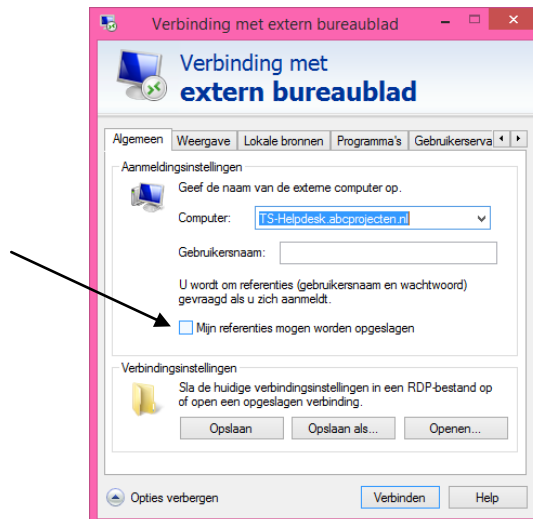 Verbinding met extern bureaublad
Verbinding met
extern bureaublad
Algemeen Weergave Lokale bronnen Programma's Gebruikerserva
Aanmeldingsinstellingen
Geef de naam van de externe computer op.
Computer: TS-Helpdesk.abcprojecten.nl
Gebruikersnaam:
U wordt om referenties (gebruikersnaam en wachtwoord)
gevraagd als u zich aanmeldt.
Mijn referenties mogen worden opgeslagen
Verbindingsinstellingen
Sla de huidige verbindingsinstellingen in een RDP-bestand op
of open een opgeslagen verbinding.
Opslaan Opslaan als... Openen...
Opties verbergen Verbinden Help